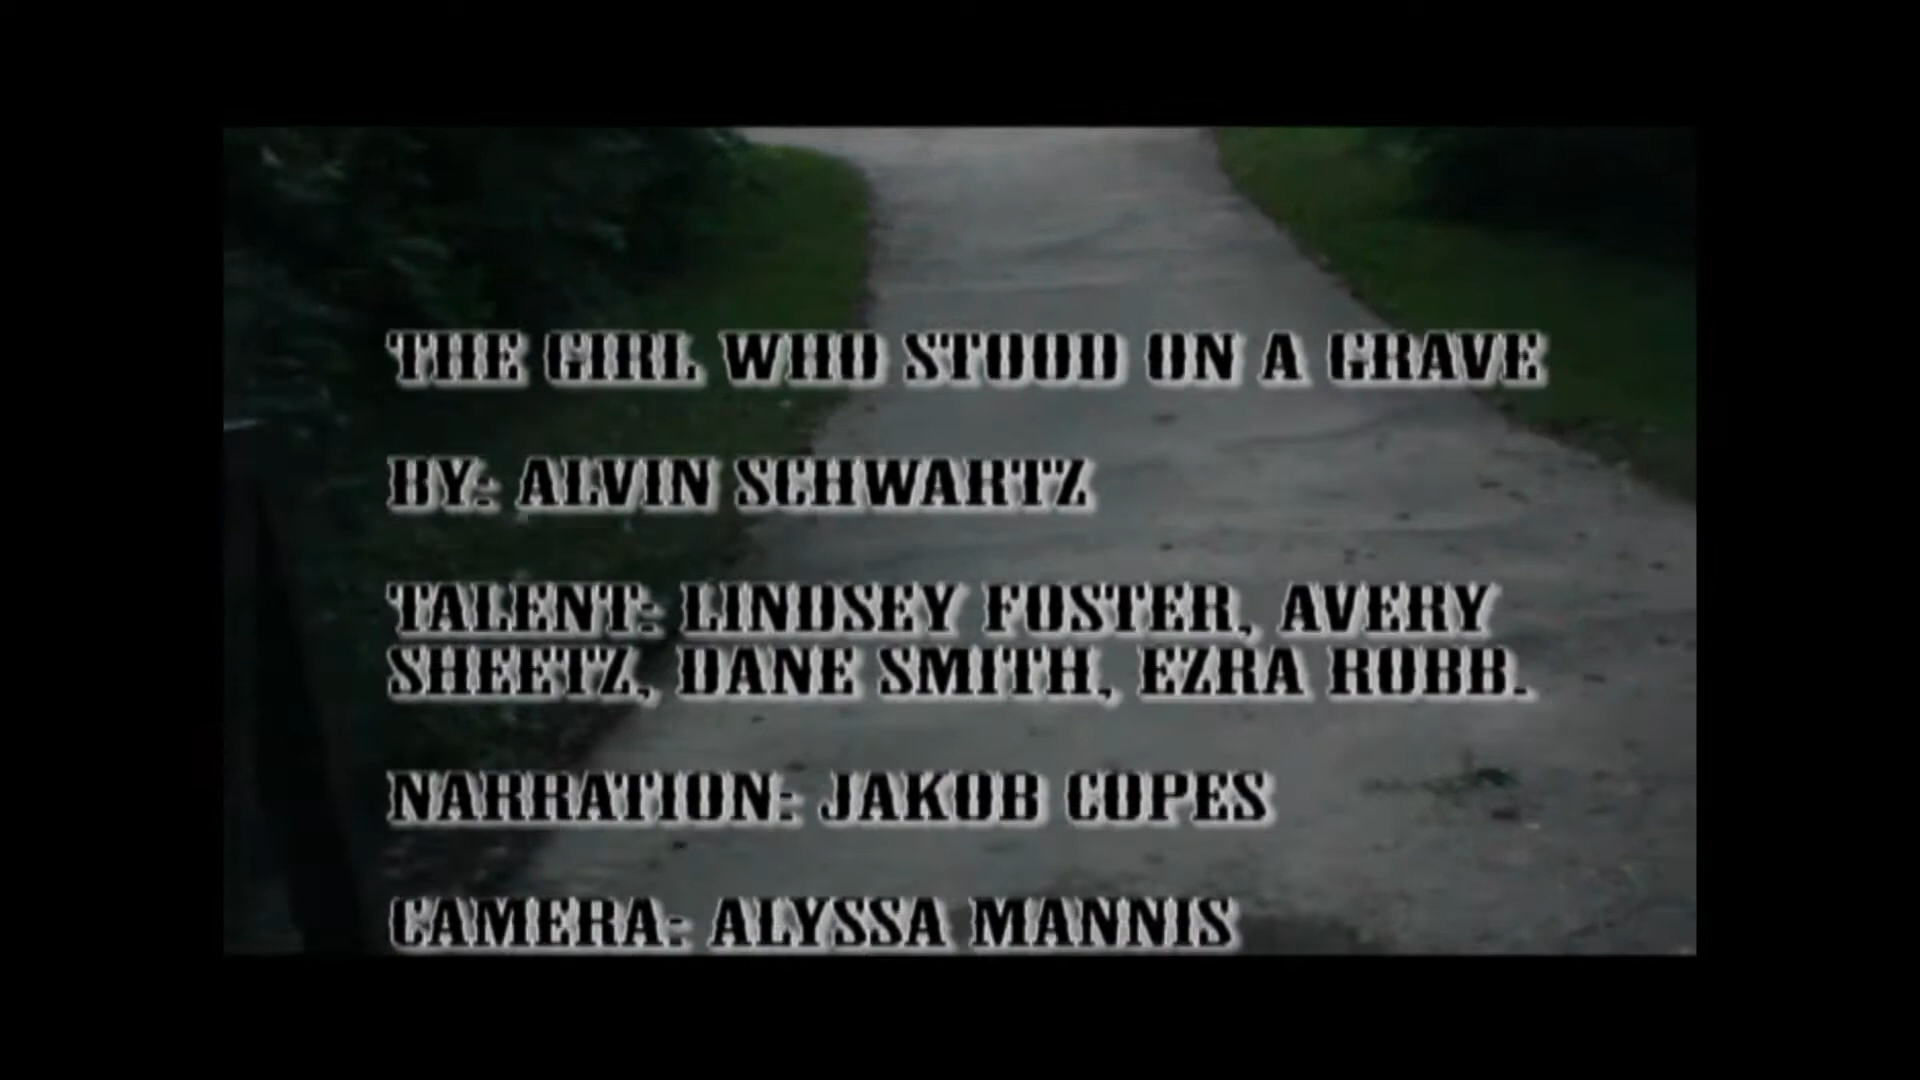 THE GIRL WHO STOOD ON A GRAVE
BY: ALVIN SCHWARTZ
TALENT: LINDSEY FOSTER, AVERY
SHEETZ, DANE SMITH, EZRA ROBB.
NARRATION: JAKOB COPES
CAMERA: ALYSSA MANNIS